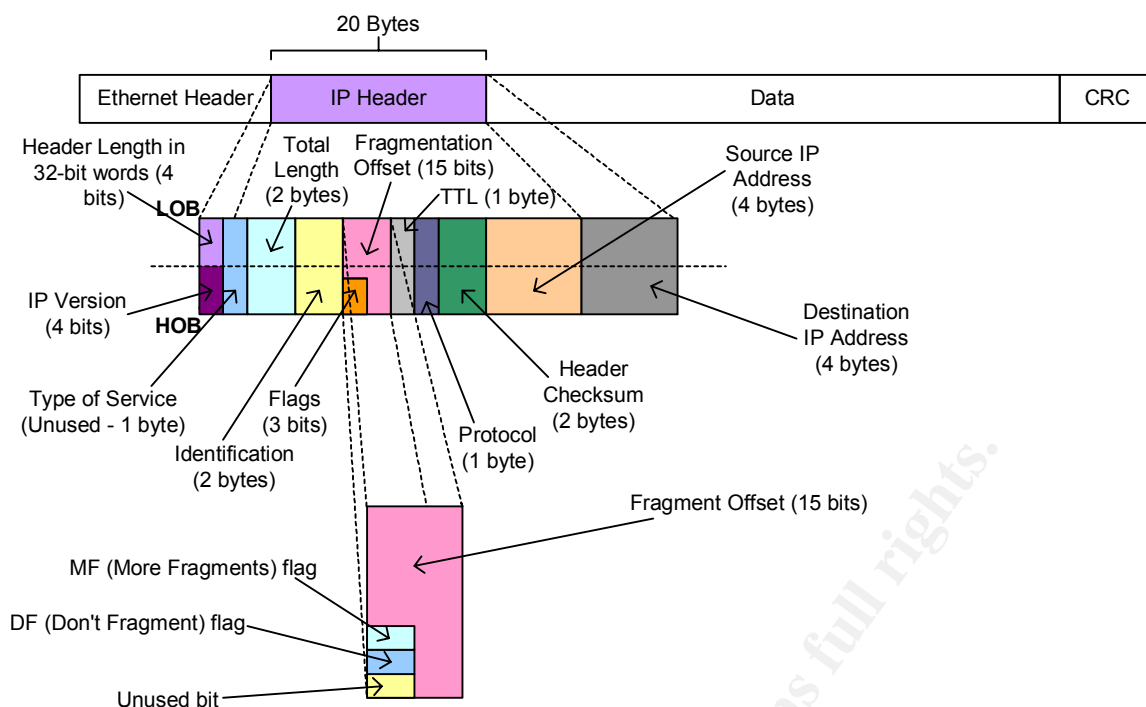 20 Bytes
Ethernet Header
IP Header
Data
CRC
Header Length in
32-bit words (4
bits)
Total
Length
(2 bytes)
Fragmentation
Offset (15 bits)
TTL (1 byte)
Source IP
Address
(4 bytes)
LOB
IP Version
(4 bits)
HOB
Type of Service
(Unused - 1 byte)
Identification
(2 bytes)
Flags
(3 bits)
Protocol
(1 byte)
Header
Checksum
(2 bytes)
Destination
IP Address
(4 bytes)
Fragment Offset (15 bits)
MF (More Fragments) flag
DF (Don't Fragment) flag
Unused bit
full rights.